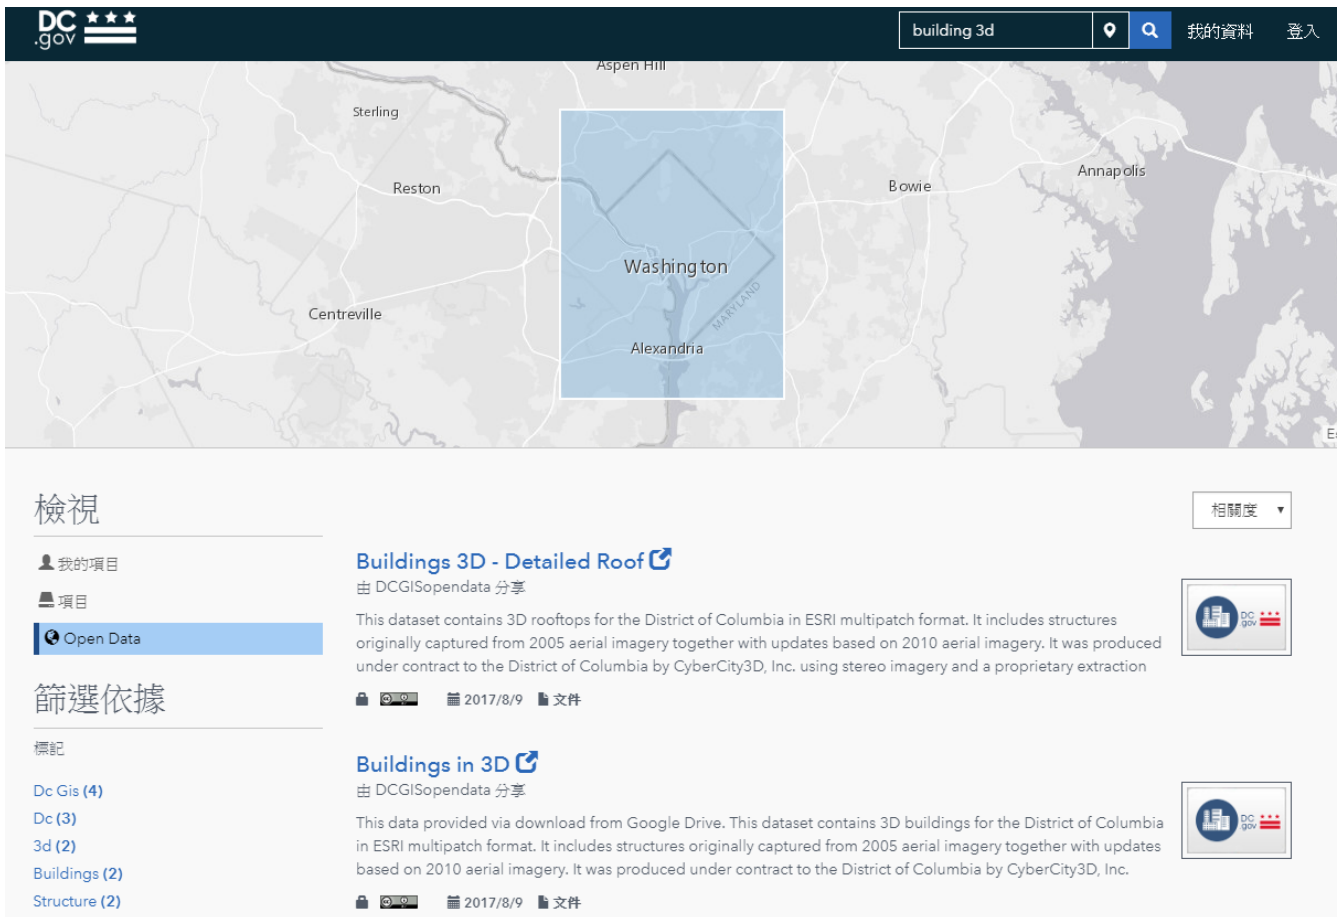 DC
.gov
building 3d
我的資料
登入
Aspen Hill
Sterling
Reston
Bowie
Annapolis
Washington
MARYLAND
Centreville
Alexandria
Es
檢視
我的項目
項目
Open Data
篩選依據
標記
Dc Gis (4)
Dc (3)
3d (2)
Buildings (2)
Structure (2)
相關度
Buildings 3D - Detailed Roof
由 DCGISopendata 分享
This dataset contains 3D rooftops for the District of Columbia in ESRI multipatch format. It includes structures
originally captured from 2005 aerial imagery together with updates based on 2010 aerial imagery. It was produced
under contract to the District of Columbia by CyberCity3D, Inc. using stereo imagery and a proprietary extraction
2017/8/9 文件
DC
gov
Buildings in 3D
由 DCGISopendata 分享
This data provided via download from Google Drive. This dataset contains 3D buildings for the District of Columbia
in ESRI multipatch format. It includes structures originally captured from 2005 aerial imagery together with updates
based on 2010 aerial imagery. It was produced under contract to the District of Columbia by CyberCity3D, Inc.
2017/8/9 文件
DC
gov